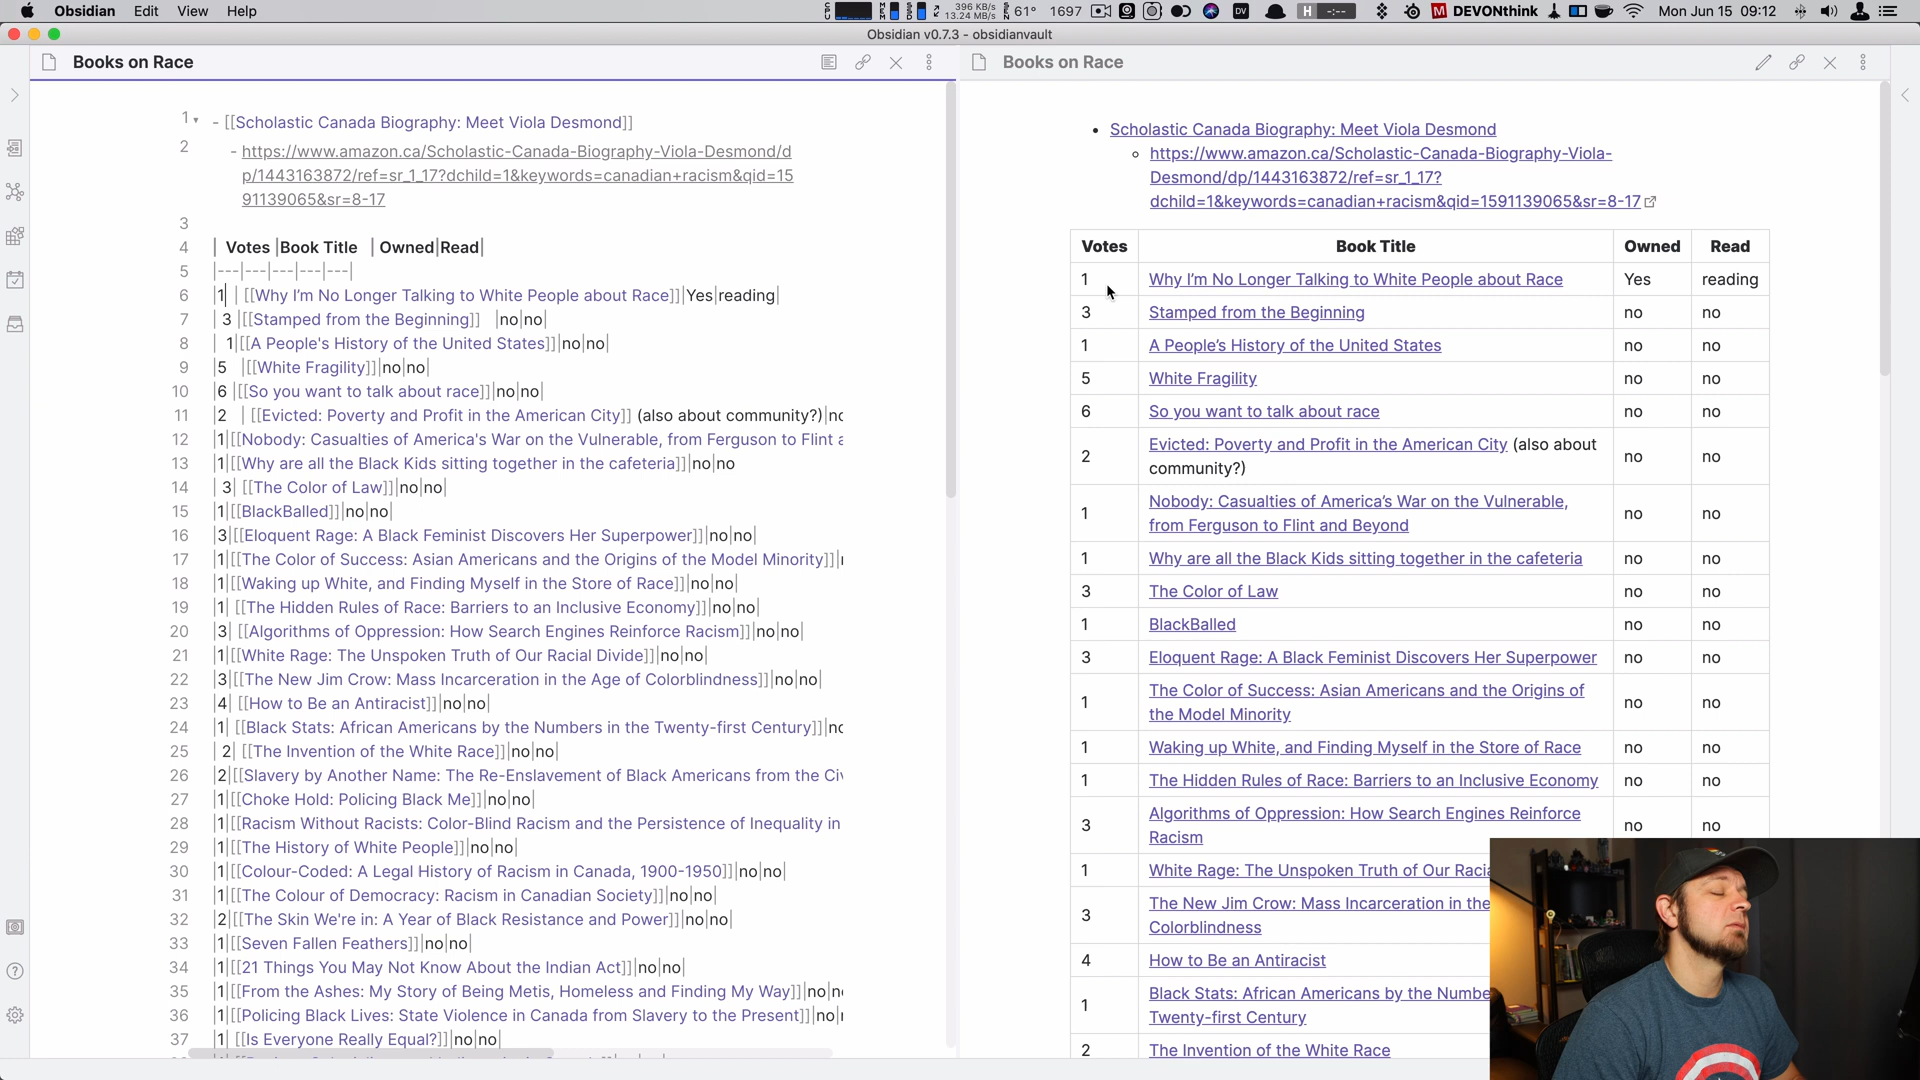 Obsidian Edit View Help
396 KB/s
13.24 MB/s
61° 1697
DV
H -:--
DEVONthink
Mon Jun 15 09:12
Obsidian v0.7.3 - obsidianvault
Books on Race
1 - [[Scholastic Canada Biography: Meet Viola Desmond]]
2 - https://www.amazon.ca/Scholastic-Canada-Biography-Viola-Desmond/d
p/1443163872/ref=sr_1_17?dchild=1&keywords=canadian+racism&qid=15
91139065&sr=8-17
3
4 | Votes |Book Title | Owned|Read|
5 |---|---|---|---|---|
6 |1| | [[Why I'm No Longer Talking to White People about Race]]|Yes|reading|
7 | 3 |[[Stamped from the Beginning]] |no|no|
8 | 1|[[A People's History of the United States]]|no|no|
9 |5 |[[White Fragility]]|no|no|
10 |6 |[[So you want to talk about race]]|no|no|
11 |2 | [[Evicted: Poverty and Profit in the American City]] (also about community?)|no
12 |1|[[Nobody: Casualties of America's War on the Vulnerable, from Ferguson to Flint a
13 |1|[[Why are all the Black Kids sitting together in the cafeteria]]|no|no
14 | 3| [[The Color of Law]]|no|no|
15 |1|[[BlackBalled]]|no|no|
16 |3|[[Eloquent Rage: A Black Feminist Discovers Her Superpower]]|no|no|
17 |1|[[The Color of Success: Asian Americans and the Origins of the Model Minority]]|
18 |1|[[Waking up White, and Finding Myself in the Store of Race]]|no|no|
19 |1| [[The Hidden Rules of Race: Barriers to an Inclusive Economy]]|no|no|
20 |3| [[Algorithms of Oppression: How Search Engines Reinforce Racism]]|no|no|
21 |1|[[White Rage: The Unspoken Truth of Our Racial Divide]]|no|no|
22 |3|[[The New Jim Crow: Mass Incarceration in the Age of Colorblindness]]|no|no|
23 |4| [[How to Be an Antiracist]]|no|no|
24 |1| [[Black Stats: African Americans by the Numbers in the Twenty-first Century]]|no
25 | 2| [[The Invention of the White Race]]|no|no|
26 |2|[[Slavery by Another Name: The Re-Enslavement of Black Americans from the Civ
27 |1|[[Choke Hold: Policing Black Me]]|no|no|
28 |1|[[Racism Without Racists: Color-Blind Racism and the Persistence of Inequality in
29 |1|[[The History of White People]]|no|no|
30 |1|[[Colour-Coded: A Legal History of Racism in Canada, 1900-1950]]|no|no|
31 |1|[[The Colour of Democracy: Racism in Canadian Society]]|no|no|
32 |2|[[The Skin We're in: A Year of Black Resistance and Power]]|no|no|
33 |1|[[Seven Fallen Feathers]]|no|no|
34 |1|[[21 Things You May Not Know About the Indian Act]]|no|no|
35 |1|[[From the Ashes: My Story of Being Metis, Homeless and Finding My Way]]|no|n
36 |1|[[Policing Black Lives: State Violence in Canada from Slavery to the Present]]|no|
37 |1|[[Is Everyone Really Equal?]]|no|no|
Books on Race
• Scholastic Canada Biography: Meet Viola Desmond
https://www.amazon.ca/Scholastic-Canada-Biography-Viola-
Desmond/dp/1443163872/ref=sr_1_17?
dchild=1&keywords=canadian+racism&qid=1591139065&sr=8-17
Votes Book Title Owned Read
1 Why I'm No Longer Talking to White People about Race Yes reading
3 Stamped from the Beginning no no
1 A People's History of the United States no no
5 White Fragility no no
6 So you want to talk about race no no
2 Evicted: Poverty and Profit in the American City (also about
community?) no no
1 Nobody: Casualties of America's War on the Vulnerable,
from Ferguson to Flint and Beyond no no
1 Why are all the Black Kids sitting together in the cafeteria no no
3 The Color of Law no no
1 BlackBalled no no
3 Eloquent Rage: A Black Feminist Discovers Her Superpower no no
1 The Color of Success: Asian Americans and the Origins of
the Model Minority no no
1 Waking up White, and Finding Myself in the Store of Race no no
1 The Hidden Rules of Race: Barriers to an Inclusive Economy no no
3 Algorithms of Oppression: How Search Engines Reinforce
Racism no no
1 White Rage: The Unspoken Truth of Our Racia
3 The New Jim Crow: Mass Incarceration in the
Colorblindness
4 How to Be an Antiracist
1 Black Stats: African Americans by the Numbe
Twenty-first Century
2 The Invention of the White Race